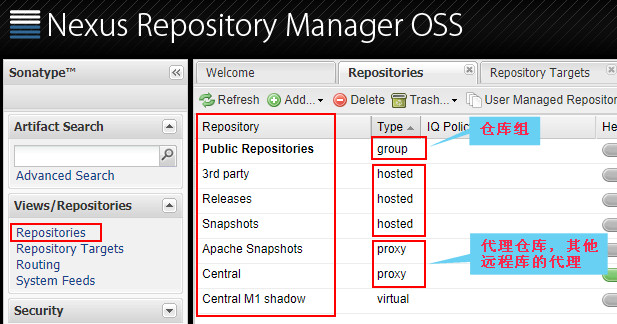 Nexus Repository Manager OSS
Sonatype™
Welcome
Repositories
Repository Targets
Refresh
Add...
Delete
Trash...
User Managed Repositor
Artifact Search
Advanced Search
Views/Repositories
Repositories
Repository Targets
Routing
System Feeds
Security
Repository Type IQ Polic He
Public Repositories group
3rd party hosted
Releases hosted
Snapshots hosted
Apache Snapshots proxy
Central proxy
Central M1 shadow virtual
仓库组
代理仓库，其他
远程库的代理